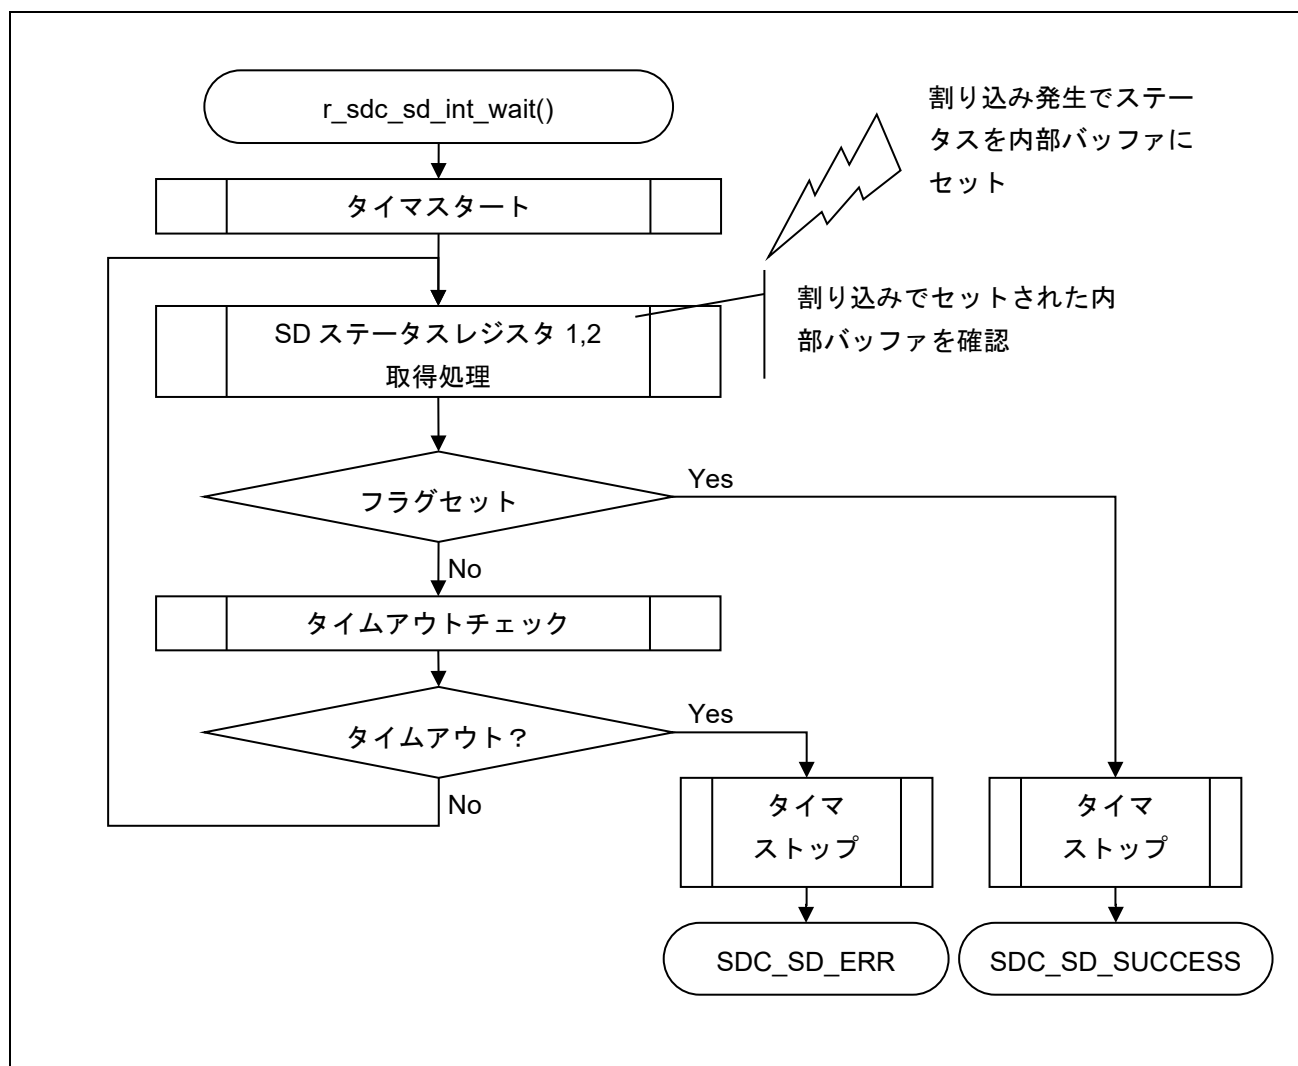 r_sdc_sd_int_wait()
割り込み発生でステー
タスを内部バッファに
セット
タイマスタート
SD ステータスレジスタ 1,2
取得処理
割り込みでセットされた内
部バッファを確認
フラグセット
Yes
No
タイムアウトチェック
タイムアウト？
Yes
No
タイマ
ストップ
タイマ
ストップ
SDC_SD_ERR
SDC_SD_SUCCESS